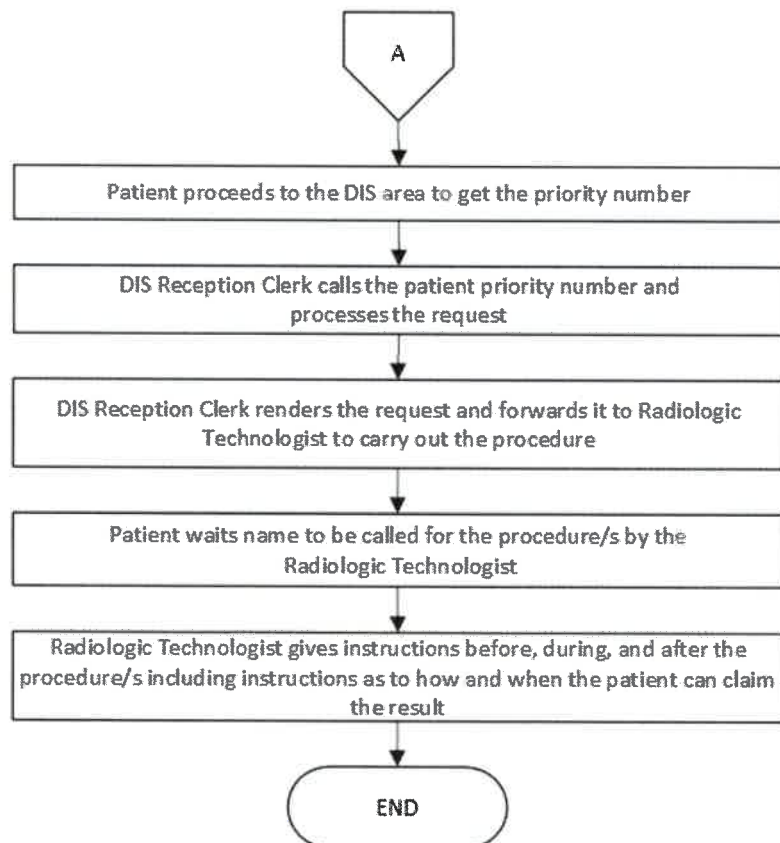 A
Patient proceeds to the DIS area to get the priority number
DIS Reception Clerk calls the patient priority number and
processes the request
DIS Reception Clerk renders the request and forwards it to Radiologic
Technologist to carry out the procedure
Patient waits name to be called for the procedure/s by the
Radiologic Technologist
Radiologic Technologist gives instructions before, during, and after the
procedure/s including instructions as to how and when the patient can claim
the result
END